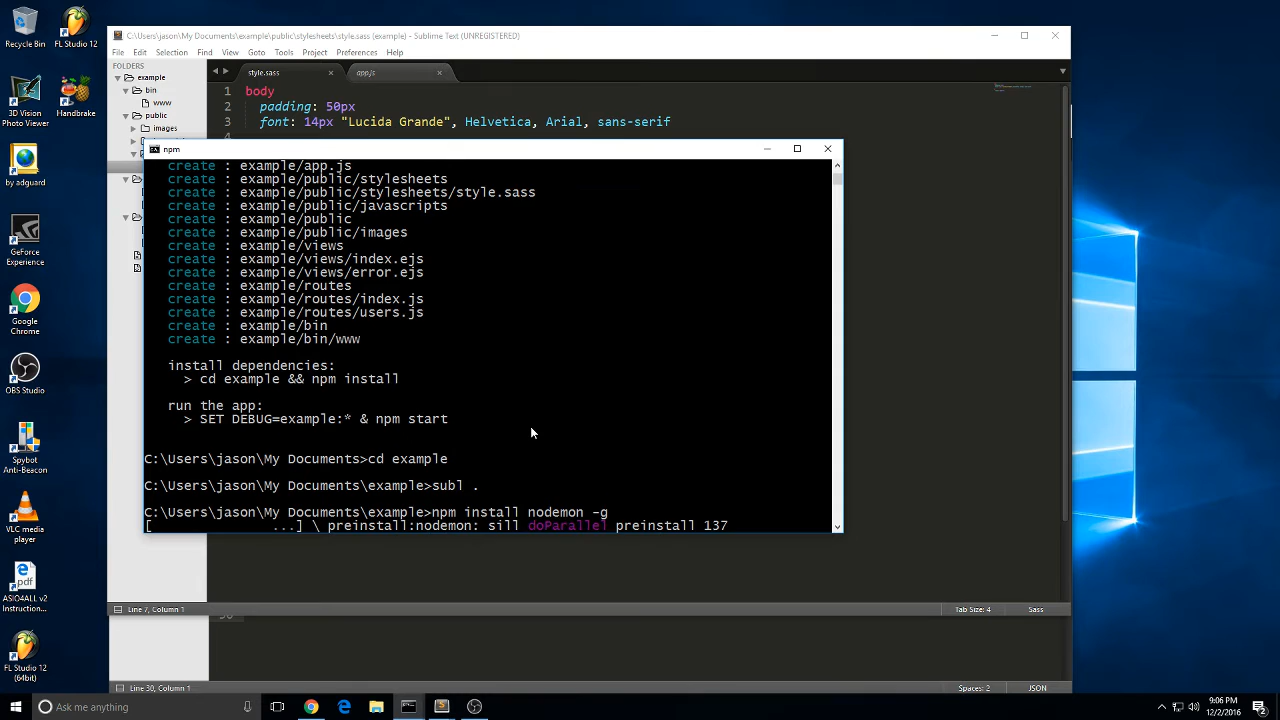 Recycle Bin
FL Studio 12
3D Vision
Photo Viewer
Handbrake
by adguard
GeForce
Experience
Google
Chrome
OBS Studio
Spybot
Anti-Beacon
VLC media
player
ASIO4ALL v2
Instruction...
FL Studio 12
(64bit)
C:\Users\jason\My Documents\example\public\stylesheets\style.sass (example) - Sublime Text (UNREGISTERED)
File Edit Selection Find View Goto Tools Project Preferences Help
FOLDERS
example
bin
www
public
images
style.sass
app.js
1 body
2 padding: 50px
3 font: 14px "Lucida Grande", Helvetica, Arial, sans-serif
4
npm
create : example/app.js
create : example/public/stylesheets
create : example/public/stylesheets/style.sass
create : example/public/javascripts
create : example/public
create : example/public/images
create : example/views
create : example/views/index.ejs
create : example/views/error.ejs
create : example/routes
create : example/routes/index.js
create : example/routes/users.js
create : example/bin
create : example/bin/www
install dependencies:
> cd example && npm install
run the app:
> SET DEBUG=example:* & npm start
C:\Users\jason\My Documents>cd example
C:\Users\jason\My Documents\example>subl .
C:\Users\jason\My Documents\example>npm install nodemon -g
[ ...] \ preinstall:nodemon: sill doParallel preinstall 137
Line 7, Column 1
Tab Size: 4
Sass
Line 30, Column 1
Spaces: 2
JSON
Ask me anything
9:06 PM
12/2/2016
2